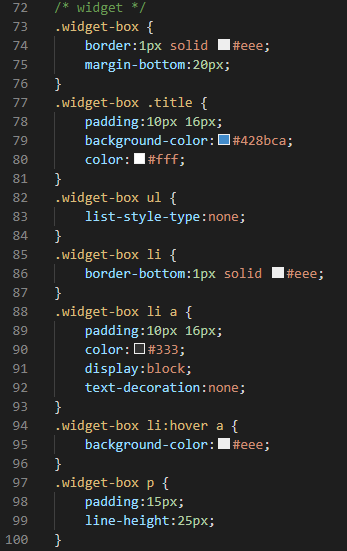 72 /* widget */
73 .widget-box {
74     border:1px solid #eee;
75     margin-bottom:20px;
76 }
77 .widget-box .title {
78     padding:10px 16px;
79     background-color:#428bca;
80     color:#fff;
81 }
82 .widget-box ul {
83     list-style-type:none;
84 }
85 .widget-box li {
86     border-bottom:1px solid #eee;
87 }
88 .widget-box li a {
89     padding:10px 16px;
90     color:#333;
91     display:block;
92     text-decoration:none;
93 }
94 .widget-box li:hover a {
95     background-color:#eee;
96 }
97 .widget-box p {
98     padding:15px;
99     line-height:25px;
100 }